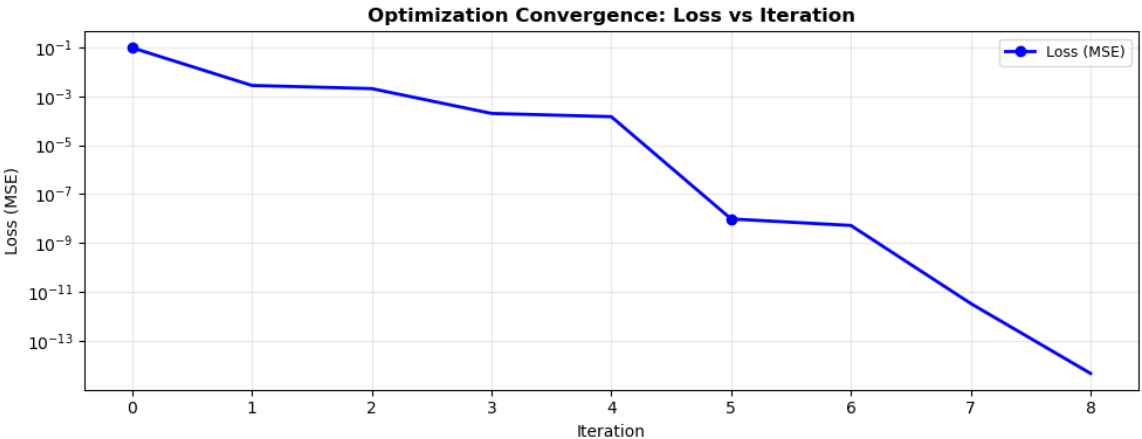 Optimization Convergence: Loss vs Iteration
Loss (MSE)
Loss (MSE)
10⁻¹
10⁻³
10⁻⁵
10⁻⁷
10⁻⁹
10⁻¹¹
10⁻¹³
0 1 2 3 4 5 6 7 8
Iteration